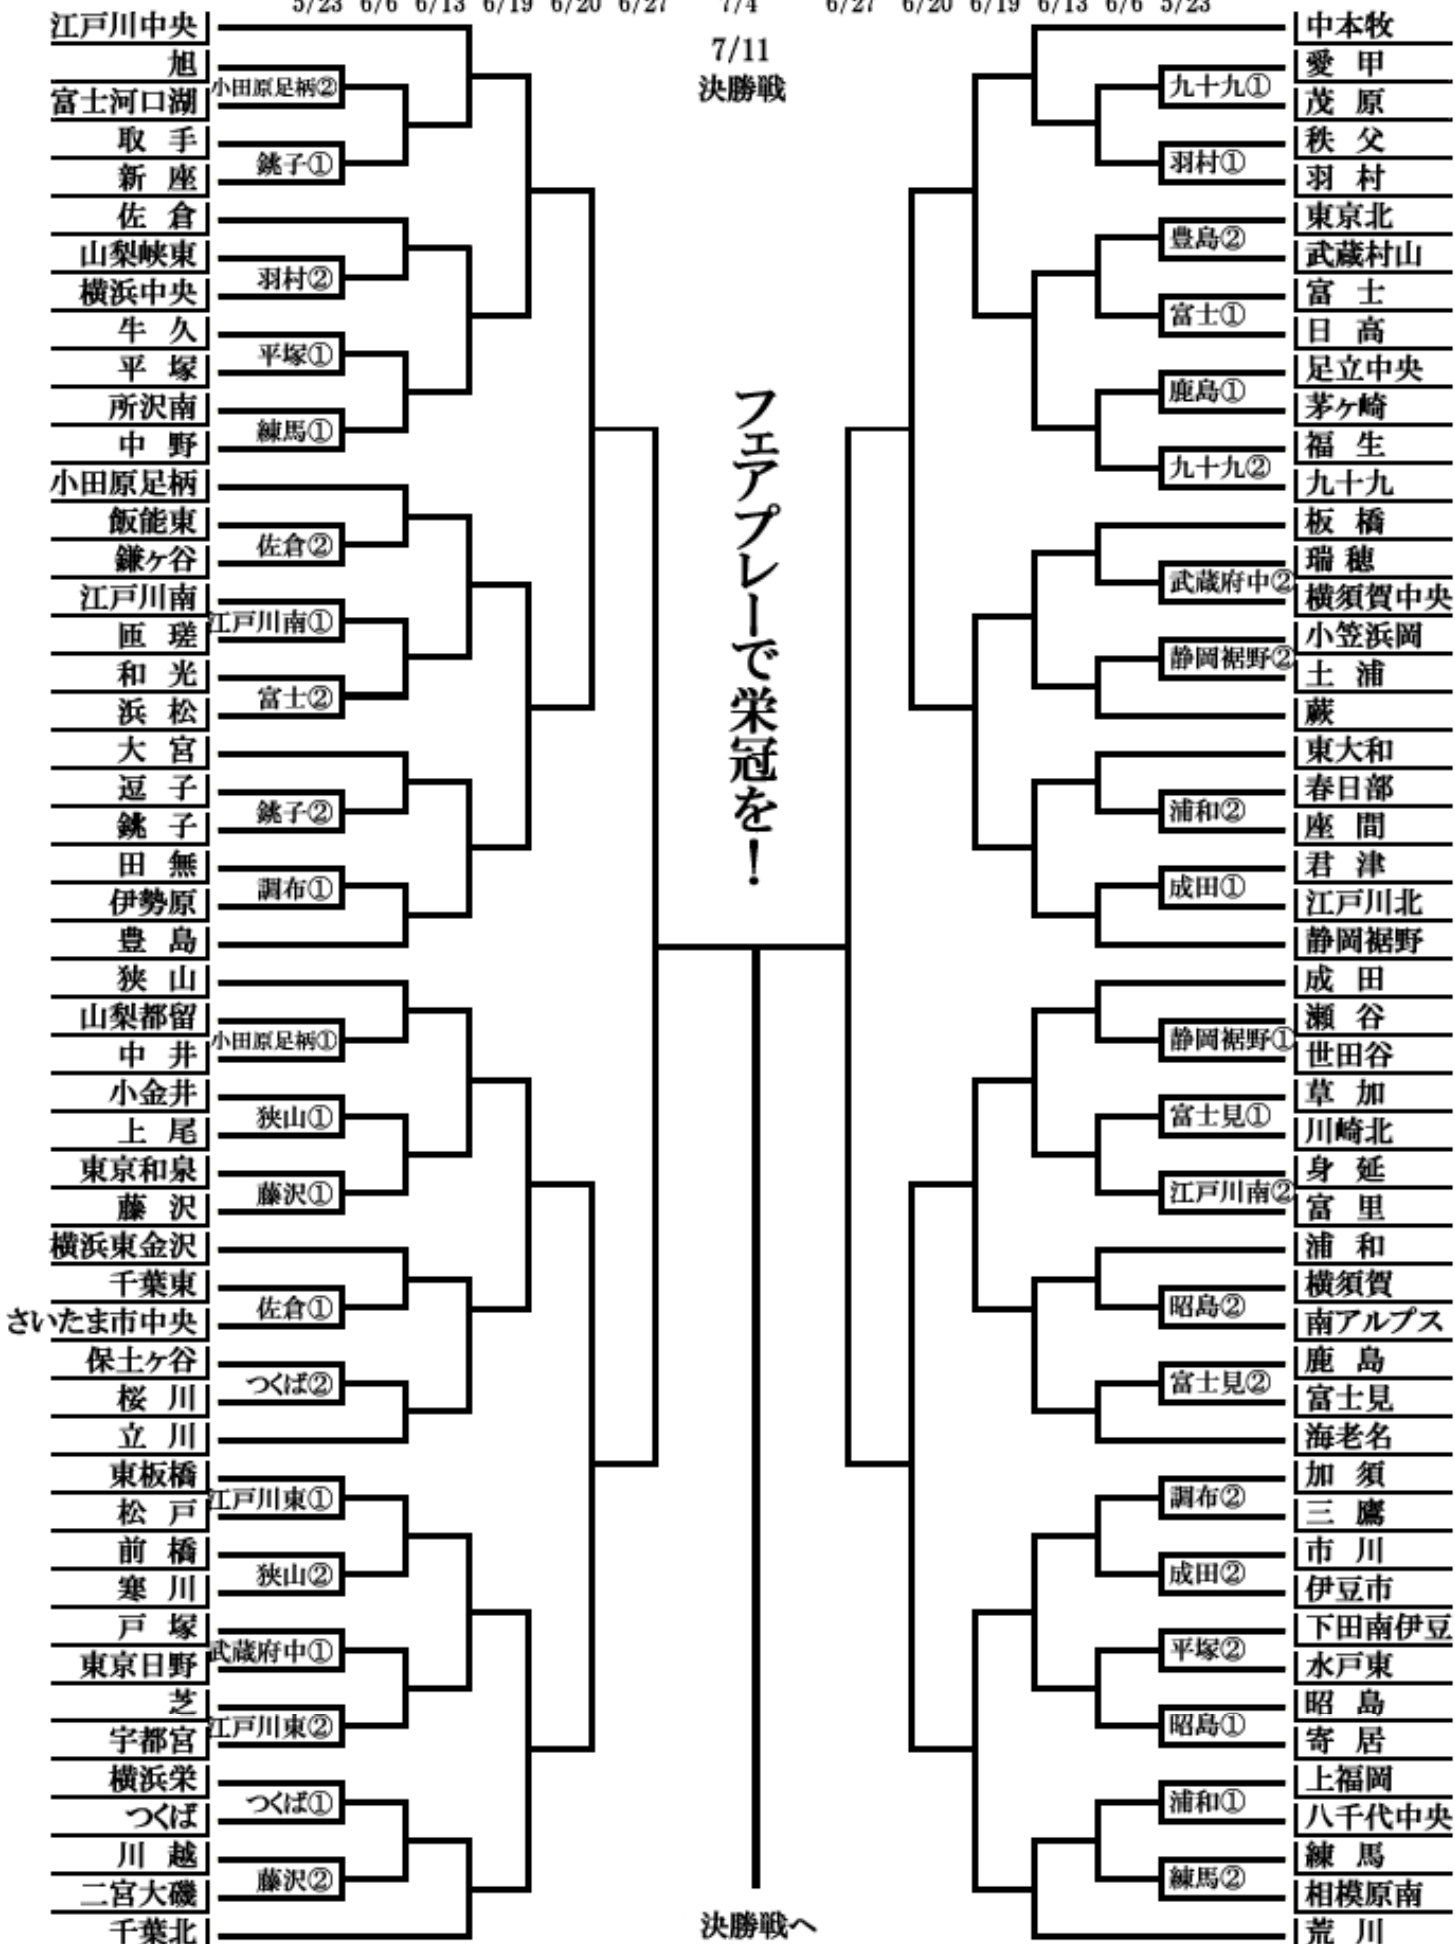 5/23 6/6 6/13 6/19 6/20 6/27 7/4 6/27 6/20 6/19 6/13 6/6 5/23
7/11
決勝戦
フェアプレーで栄冠を！
決勝戦へ
江戸川中央
旭
富士河口湖
小田原足柄②
取手
新座
銚子①
佐倉
山梨峡東
横浜中央
羽村②
牛久
平塚
平塚①
所沢南
中野
練馬①
小田原足柄
飯能東
鎌ヶ谷
佐倉②
江戸川南
匝瑳
江戸川南①
和光
浜松
富士②
大宮
逗子
銚子
銚子②
田無
伊勢原
調布①
豊島
狭山
山梨都留
中井
小田原足柄①
小金井
上尾
狭山①
東京和泉
藤沢
藤沢①
横浜東金沢
千葉東
さいたま市中央
佐倉①
保土ヶ谷
桜川
つくば②
立川
東板橋
松戸
江戸川東①
前橋
寒川
狭山②
戸塚
東京日野
武蔵府中①
芝
宇都宮
江戸川東②
横浜栄
つくば
つくば①
川越
二宮大磯
藤沢②
千葉北
中本牧
愛甲
茂原
九十九①
秩父
羽村
羽村①
東京北
武蔵村山
豊島②
富士
日高
富士①
足立中央
茅ヶ崎
鹿島①
福生
九十九
九十九②
板橋
瑞穂
横須賀中央
武蔵府中②
小笠浜岡
土浦
静岡裾野②
蕨
東大和
春日部
座間
浦和②
君津
江戸川北
成田①
静岡裾野
成田
瀬谷
世田谷
静岡裾野①
草加
川崎北
富士見①
身延
富里
江戸川南②
浦和
横須賀
南アルプス
昭島②
鹿島
富士見
富士見②
海老名
加須
三鷹
調布②
市川
伊豆市
成田②
下田南伊豆
水戸東
平塚②
昭島
寄居
昭島①
上福岡
八千代中央
浦和①
練馬
相模原南
練馬②
荒川